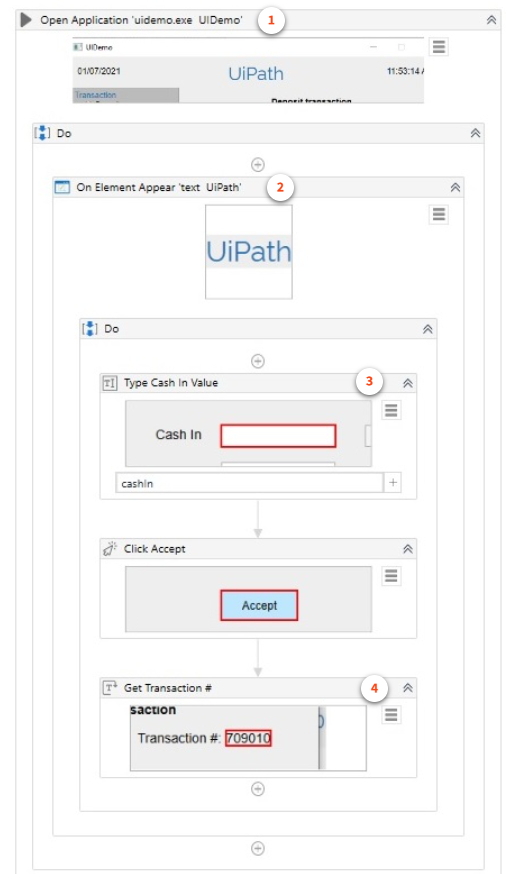 Open Application 'uidemo.exe UIDemo' 1
UIDemo
01/07/2021 UiPath 11:53:14
Transaction
Deposit transaction
Do
On Element Appear 'text UiPath' 2
UiPath
Do
Type Cash In Value 3
Cash In
cashIn
Click Accept
Accept
Get Transaction # 4
saction
Transaction #: 709010